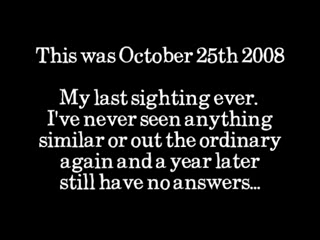 This was October 25th 2008
My last sighting ever.
I've never seen anything
similar or out the ordinary
again and a year later
still have no answers...